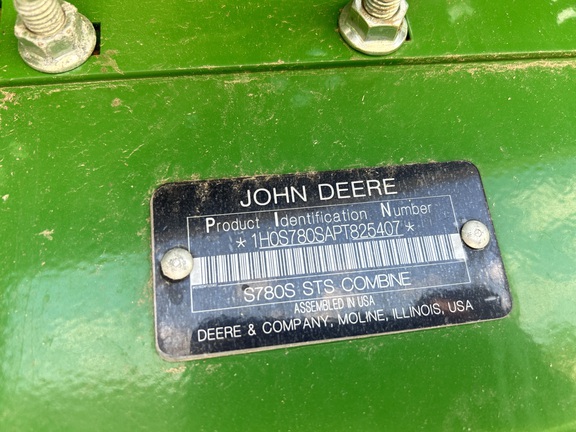 JOHN DEERE
Product Identification Number
* 1H0S780SAPT825407 *
S780S STS COMBINE
ASSEMBLED IN USA
DEERE & COMPANY, MOLINE, ILLINOIS, USA